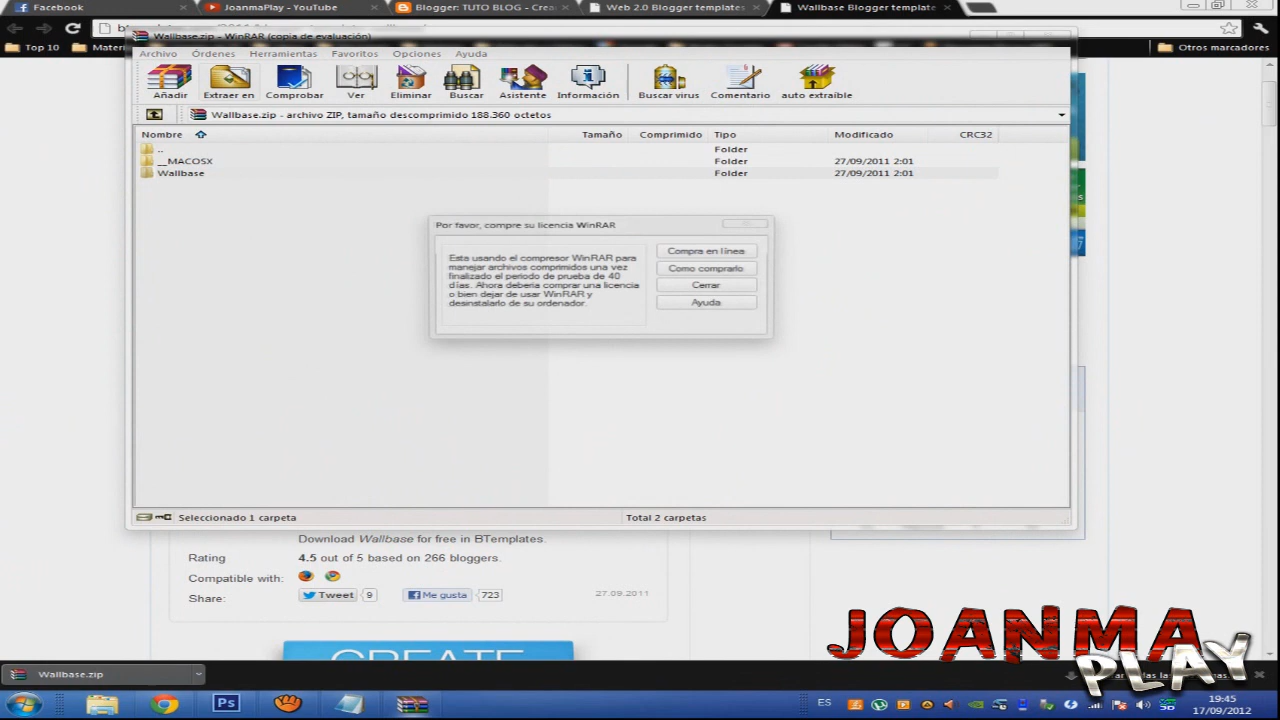 Facebook
JoanmaPlay - YouTube
Blogger: TUTO BLOG - Crea
Web 2.0 Blogger templates
Wallbase Blogger template
Top 10
Otros marcadores
Wallbase.zip - WinRAR (copia de evaluación)
Archivo Órdenes Herramientas Favoritos Opciones Ayuda
Añadir Extraer en Comprobar Ver Eliminar Buscar Asistente Información Buscar virus Comentario auto extraíble
Wallbase.zip - archivo ZIP, tamaño descomprimido 188.360 octetos
Nombre Tamaño Comprimido Tipo Modificado CRC32
.. Folder
__MACOSX Folder 27/09/2011 2:01
Wallbase Folder 27/09/2011 2:01
Por favor, compre su licencia WinRAR
Esta usando el compresor WinRAR para
manejar archivos comprimidos una vez
finalizado el periodo de prueba de 40
días. Ahora debería comprar una licencia
o bien dejar de usar WinRAR y
desinstalarlo de su ordenador.
Compra en línea
Como comprarlo
Cerrar
Ayuda
Seleccionado 1 carpeta
Total 2 carpetas
Download Wallbase for free in BTemplates.
Rating 4.5 out of 5 based on 266 bloggers.
Compatible with:
Share: Tweet 9 Me gusta 723 27.09.2011
CREATE
JOANMA
PLAY
Wallbase.zip
Ps
ES
19:45
17/09/2012